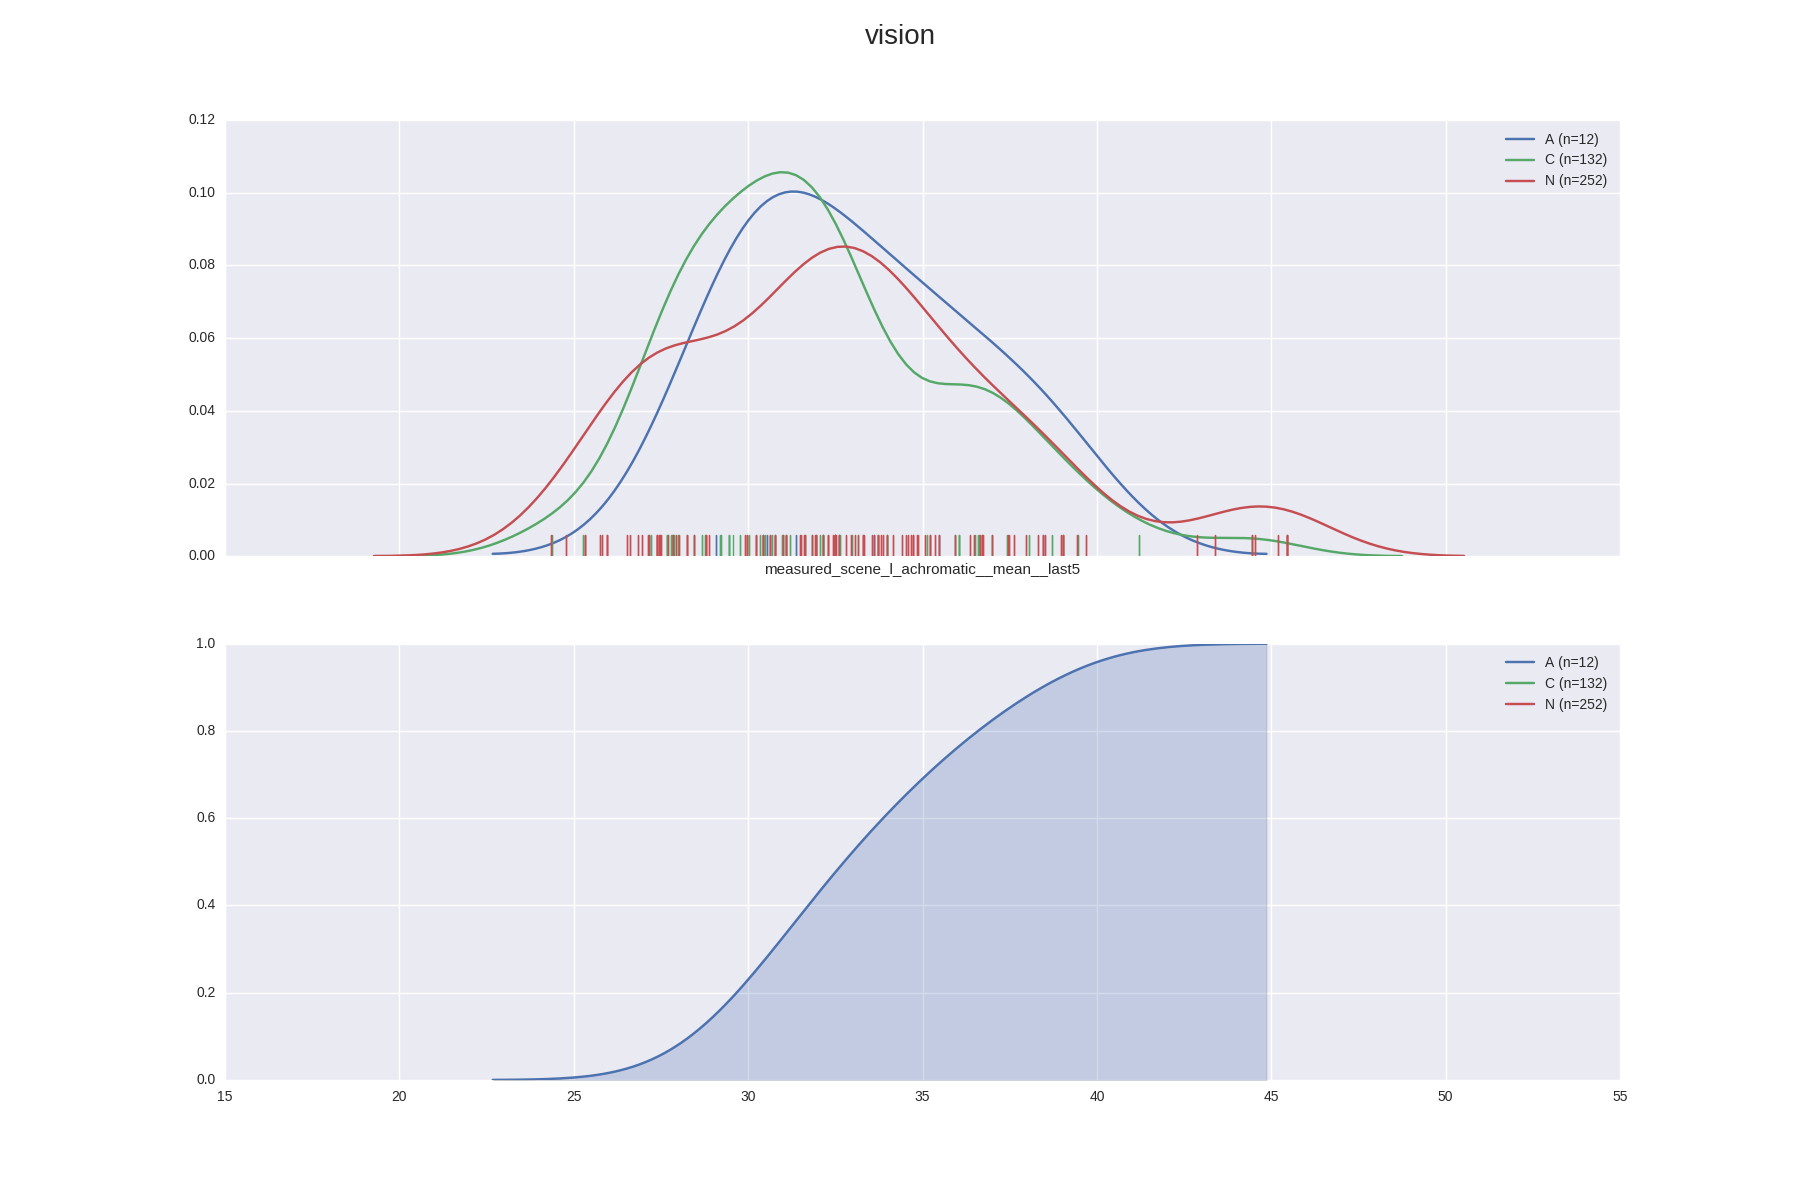 vision
0.12
0.10
0.08
0.06
0.04
0.02
0.00
A (n=12)
C (n=132)
N (n=252)
measured_scene_l_achromatic__mean__last5
1.0
0.8
0.6
0.4
0.2
0.0
A (n=12)
C (n=132)
N (n=252)
15 20 25 30 35 40 45 50 55